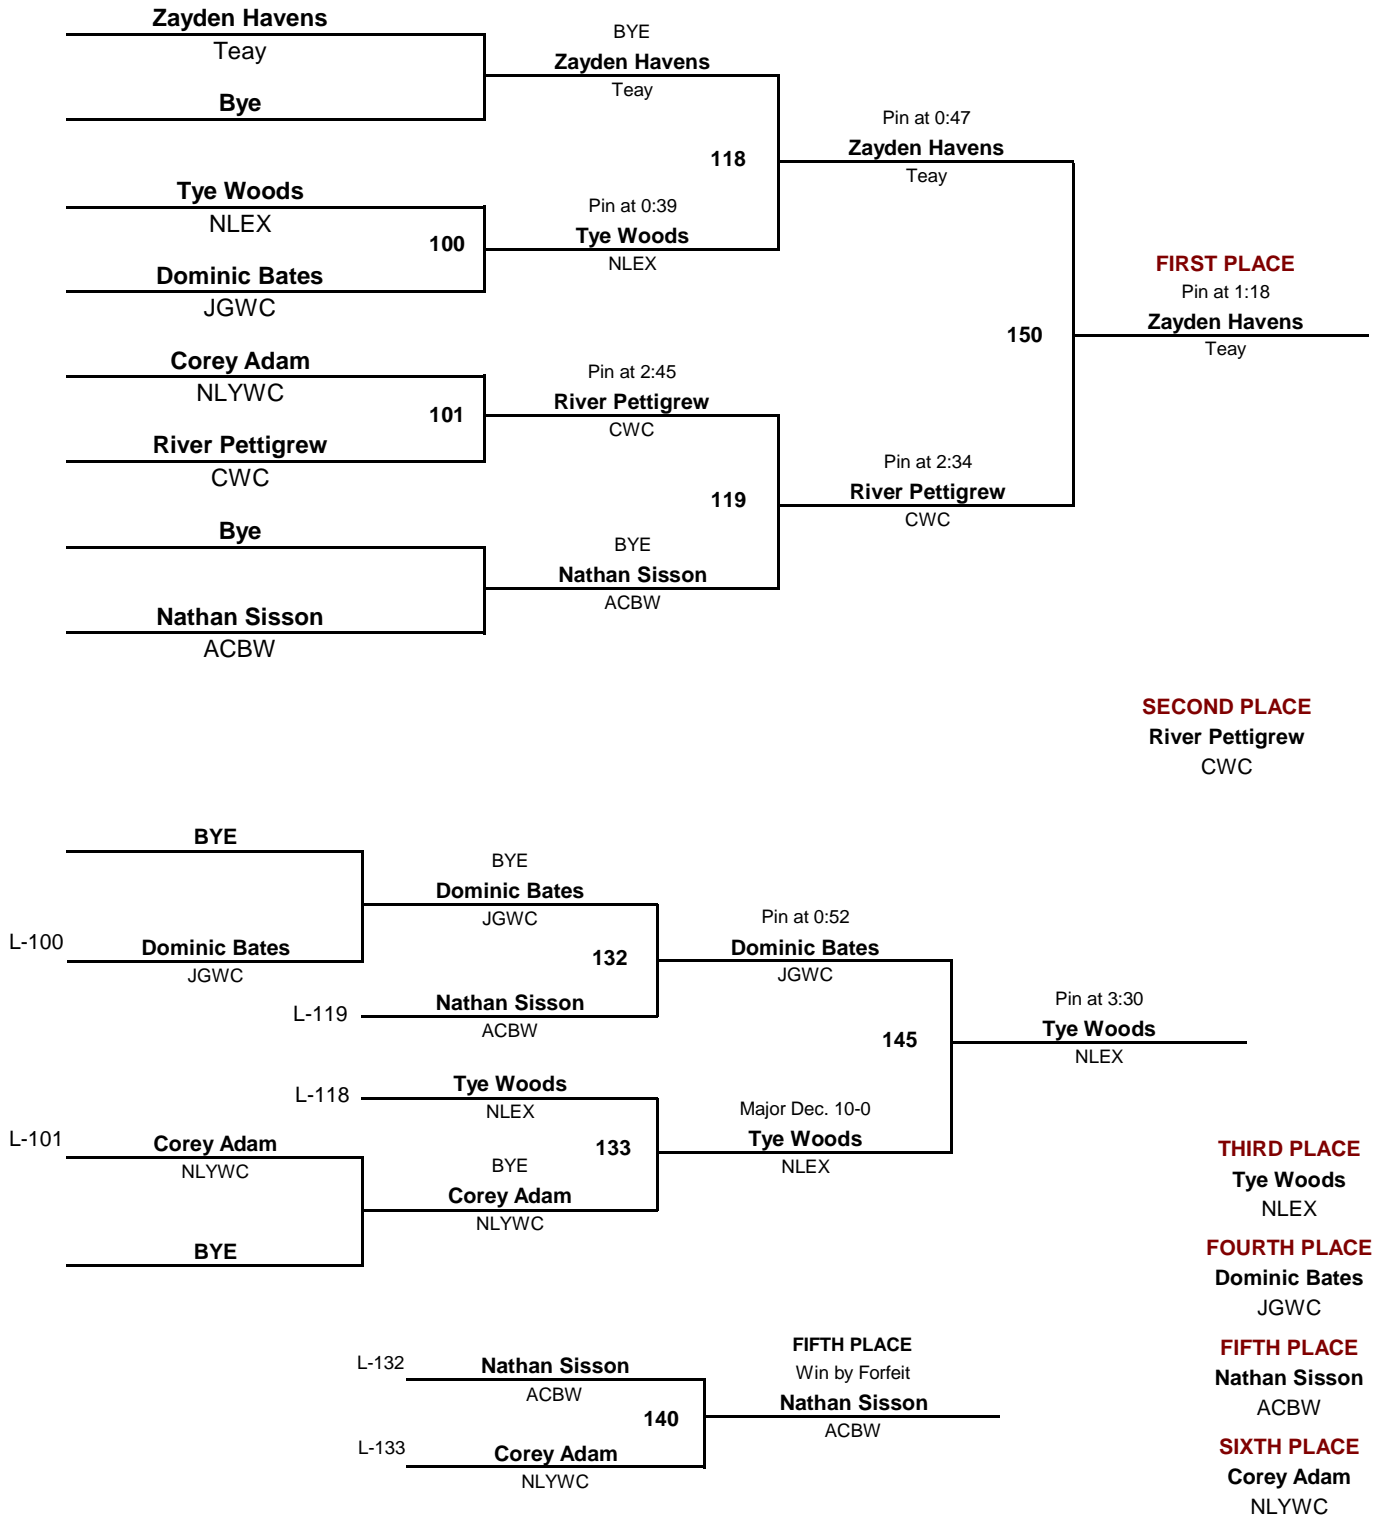 Zayden Havens
Teay
Bye
Tye Woods
NLEX
100
Dominic Bates
JGWC
Corey Adam
NLYWC
101
River Pettigrew
CWC
Bye
Nathan Sisson
ACBW
BYE
Zayden Havens
Teay
118
Pin at 0:39
Tye Woods
NLEX
Pin at 2:45
River Pettigrew
CWC
119
BYE
Nathan Sisson
ACBW
Pin at 0:47
Zayden Havens
Teay
150
Pin at 2:34
River Pettigrew
CWC
FIRST PLACE
Pin at 1:18
Zayden Havens
Teay
SECOND PLACE
River Pettigrew
CWC
BYE
L-100
Dominic Bates
JGWC
BYE
Dominic Bates
JGWC
132
L-119
Nathan Sisson
ACBW
L-118
Tye Woods
NLEX
L-101
Corey Adam
NLYWC
133
BYE
Corey Adam
NLYWC
BYE
Pin at 0:52
Dominic Bates
JGWC
145
Major Dec. 10-0
Tye Woods
NLEX
Pin at 3:30
Tye Woods
NLEX
THIRD PLACE
Tye Woods
NLEX
FOURTH PLACE
Dominic Bates
JGWC
FIFTH PLACE
Nathan Sisson
ACBW
SIXTH PLACE
Corey Adam
NLYWC
L-132
Nathan Sisson
ACBW
140
L-133
Corey Adam
NLYWC
FIFTH PLACE
Win by Forfeit
Nathan Sisson
ACBW